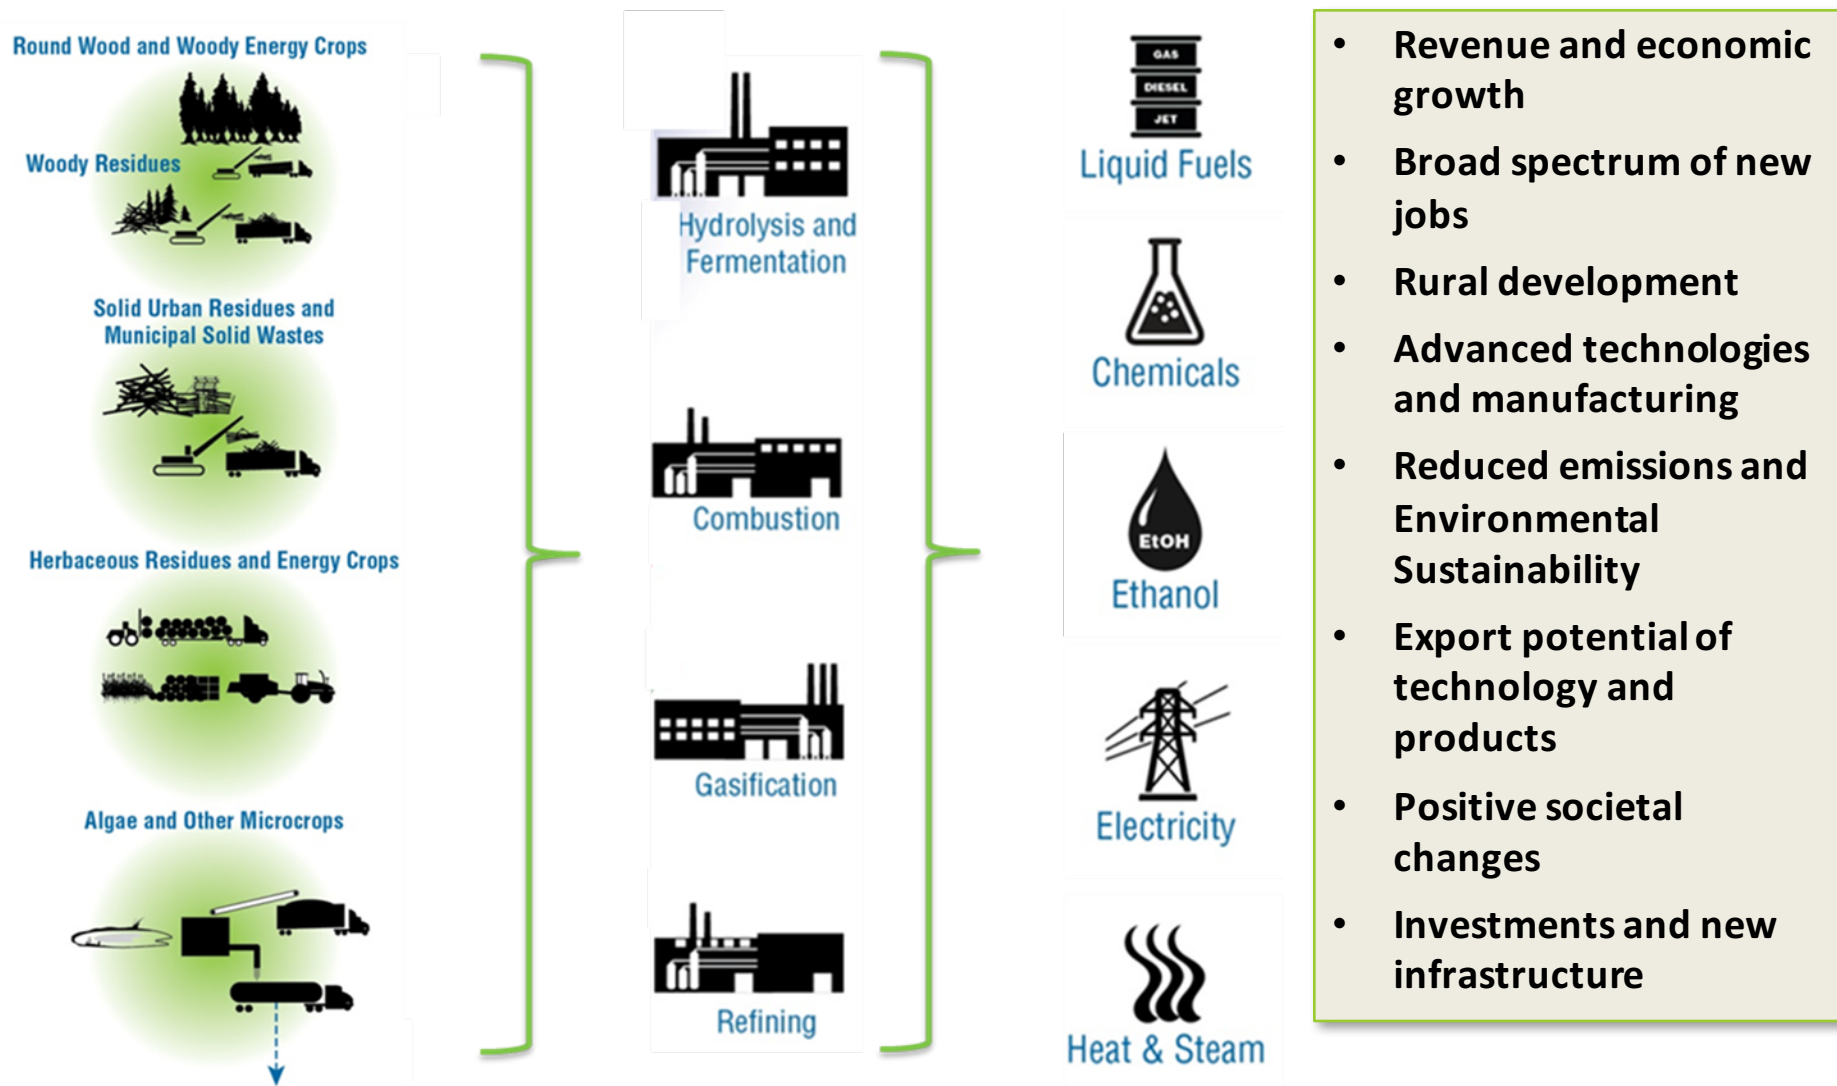 Round Wood and Woody Energy Crops
Woody Residues
Solid Urban Residues and
Municipal Solid Wastes
Herbaceous Residues and Energy Crops
Algae and Other Microcrops
Hydrolysis and
Fermentation
Combustion
Gasification
Refining
GAS
DIESEL
JET
Liquid Fuels
Chemicals
EtOH
Ethanol
Electricity
Heat & Steam
• Revenue and economic
growth
• Broad spectrum of new
jobs
• Rural development
• Advanced technologies
and manufacturing
• Reduced emissions and
Environmental
Sustainability
• Export potential of
technology and
products
• Positive societal
changes
• Investments and new
infrastructure